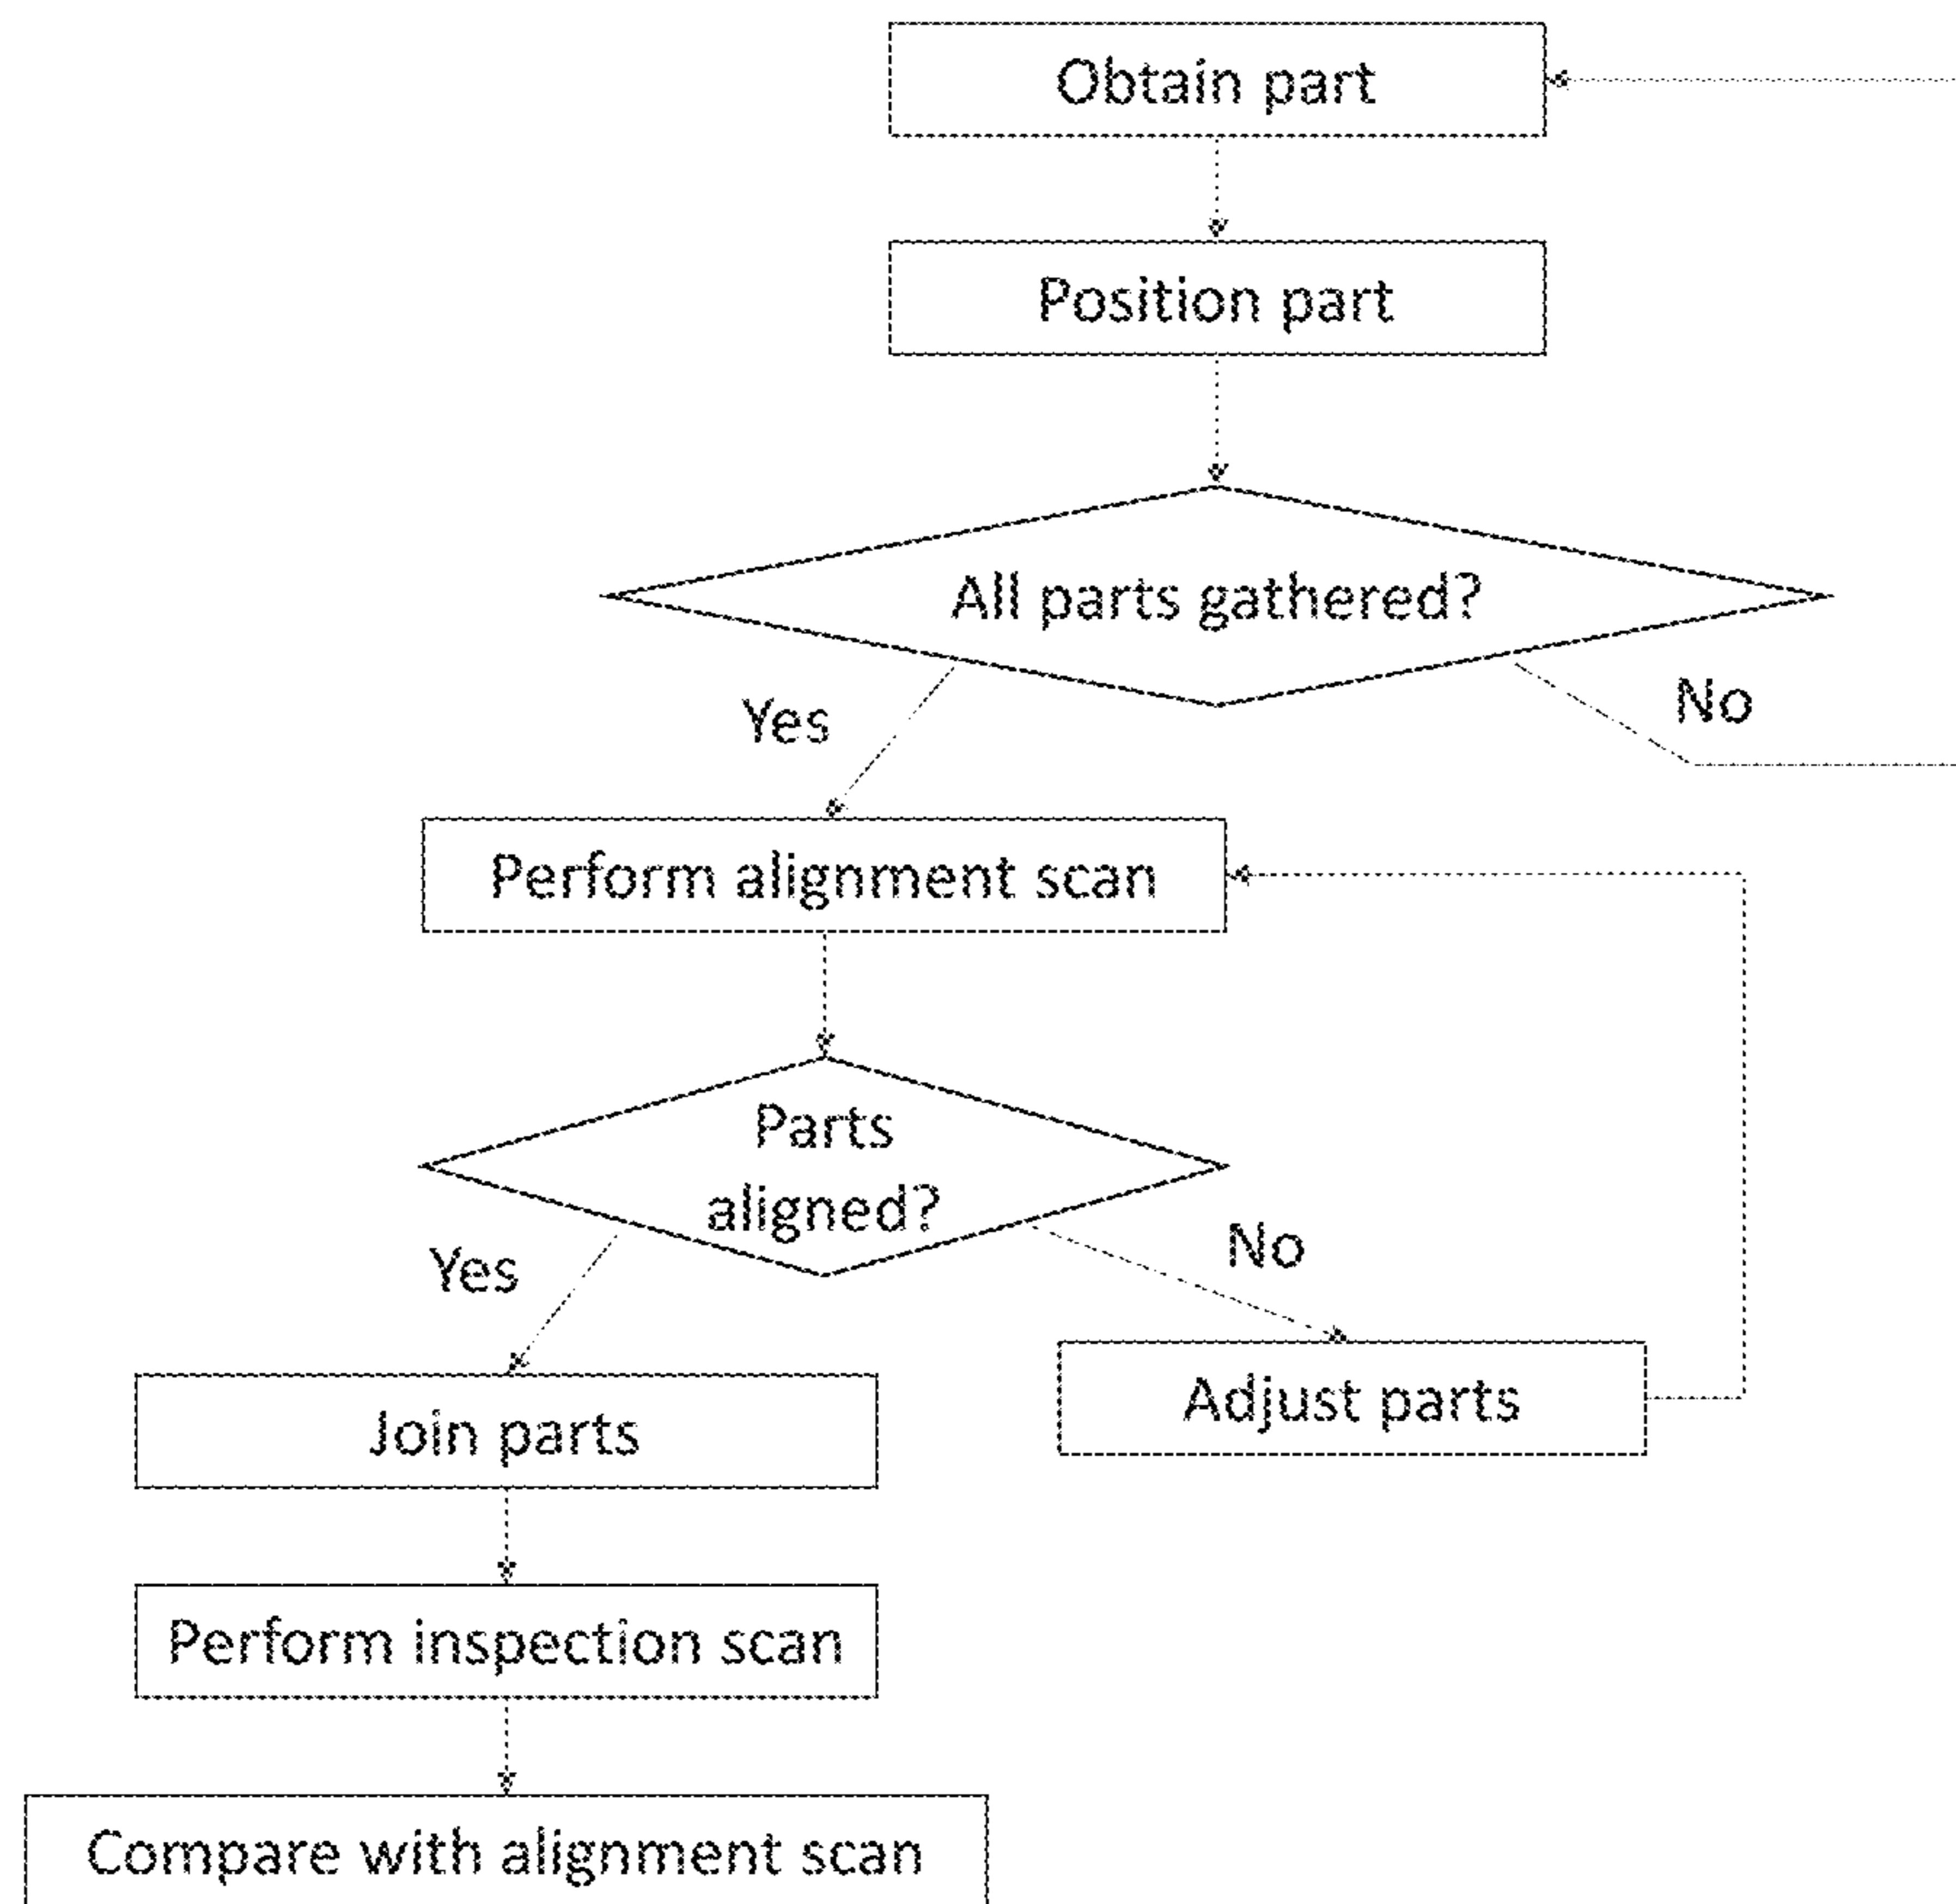 Obtain part
Position part
All parts gathered?
Yes
No
Perform alignment scan
Parts
aligned?
Yes
No
Join parts
Adjust parts
Perform inspection scan
Compare with alignment scan